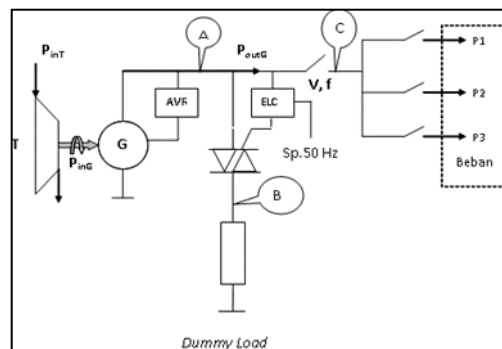 A
C
PinT
PoutG
P1
AVR
ELC
V, f
P2
T
G
Sp.50 Hz
PinG
P3
Beban
B
Dummy Load